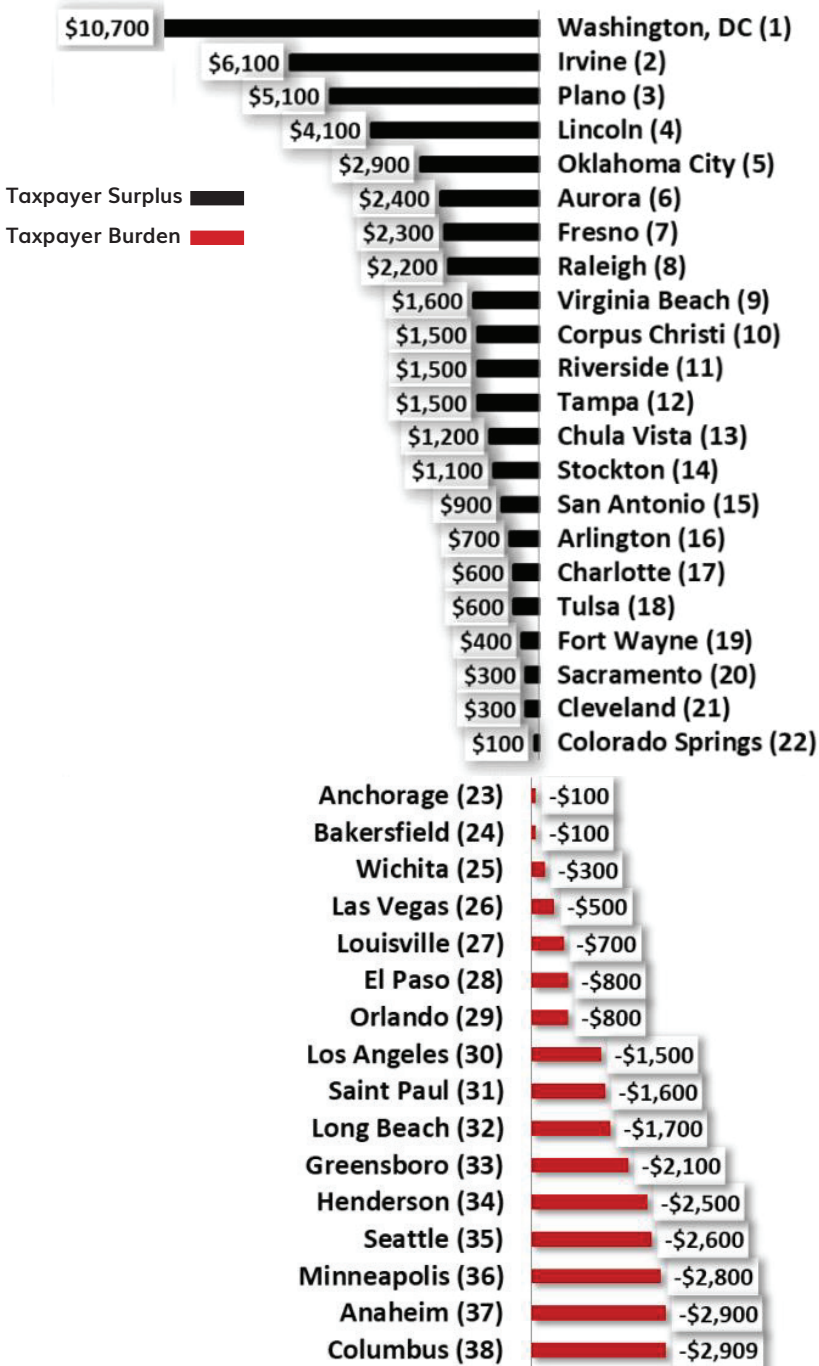 $10,700 Washington, DC (1)
$6,100 Irvine (2)
$5,100 Plano (3)
$4,100 Lincoln (4)
$2,900 Oklahoma City (5)
Taxpayer Surplus
$2,400 Aurora (6)
Taxpayer Burden
$2,300 Fresno (7)
$2,200 Raleigh (8)
$1,600 Virginia Beach (9)
$1,500 Corpus Christi (10)
$1,500 Riverside (11)
$1,500 Tampa (12)
$1,200 Chula Vista (13)
$1,100 Stockton (14)
$900 San Antonio (15)
$700 Arlington (16)
$600 Charlotte (17)
$600 Tulsa (18)
$400 Fort Wayne (19)
$300 Sacramento (20)
$300 Cleveland (21)
$100 Colorado Springs (22)
Anchorage (23) -$100
Bakersfield (24) -$100
Wichita (25) -$300
Las Vegas (26) -$500
Louisville (27) -$700
El Paso (28) -$800
Orlando (29) -$800
Los Angeles (30) -$1,500
Saint Paul (31) -$1,600
Long Beach (32) -$1,700
Greensboro (33) -$2,100
Henderson (34) -$2,500
Seattle (35) -$2,600
Minneapolis (36) -$2,800
Anaheim (37) -$2,900
Columbus (38) -$2,909